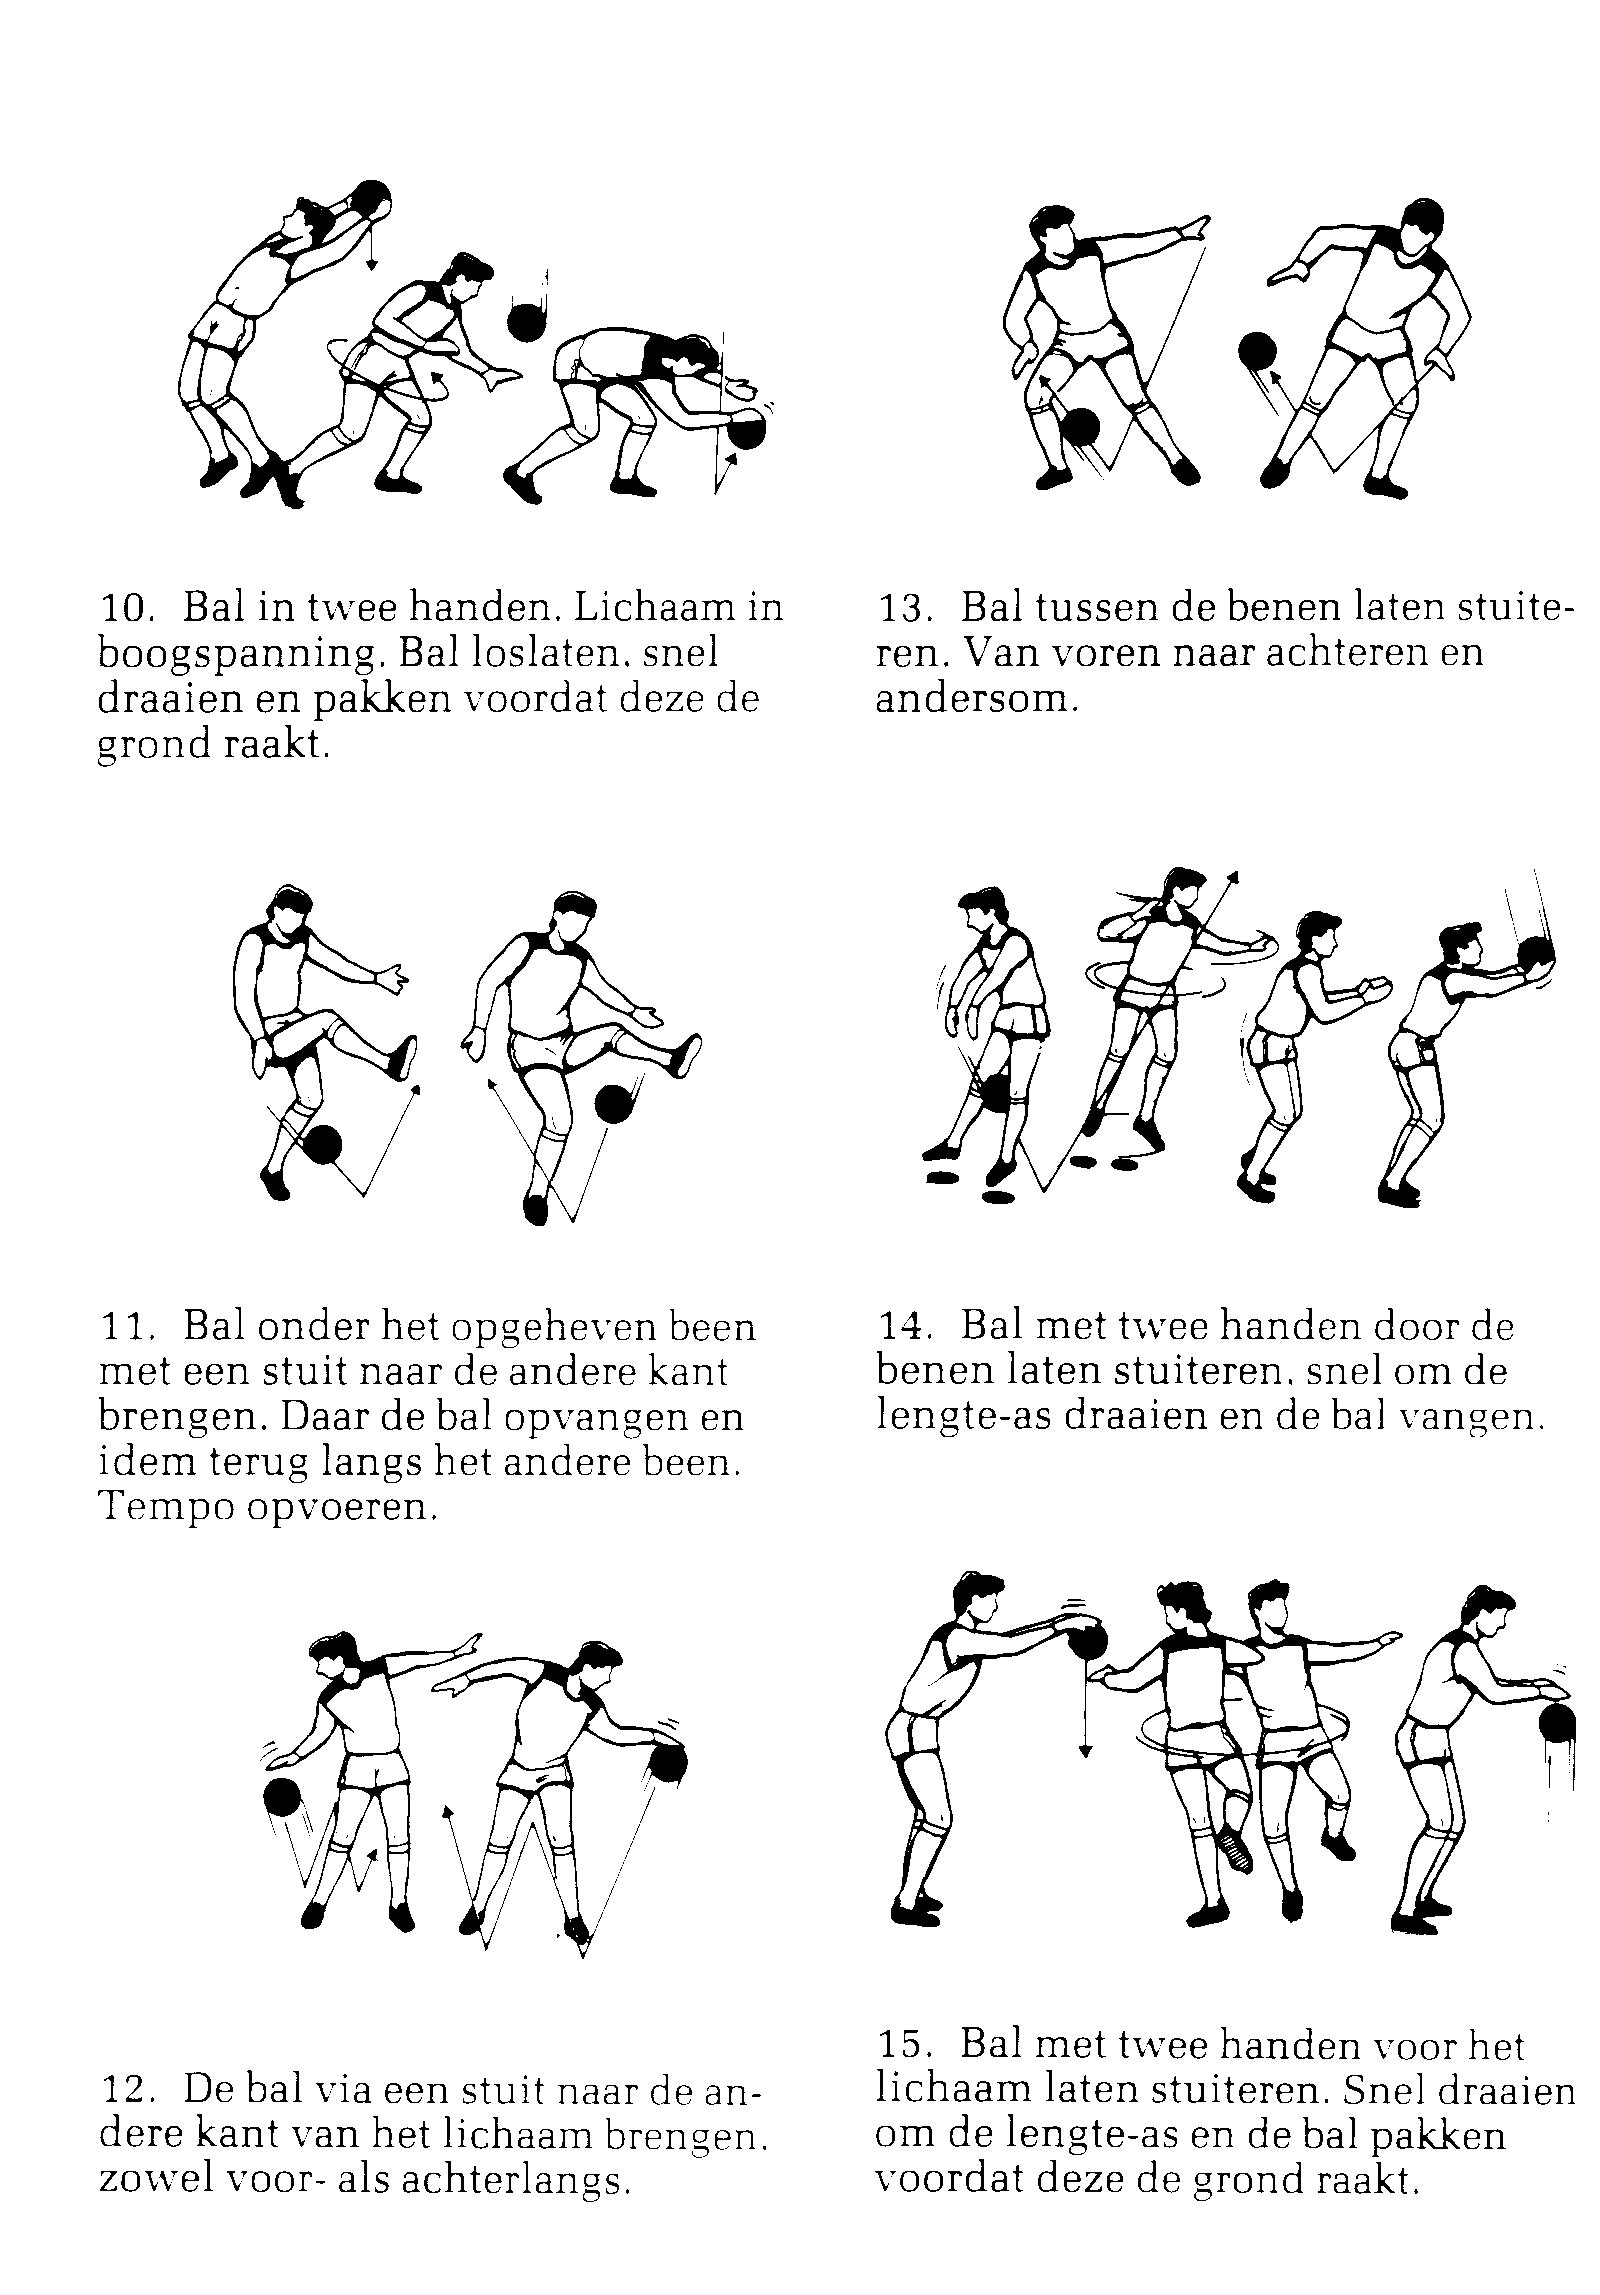 10. Bal in twee handen. Lichaam in
boogspanning. Bal loslaten, snel
draaien en pakken voordat deze de
grond raakt.
11. Bal onder het opgeheven been
met een stuit naar de andere kant
brengen. Daar de bal opvangen en
idem terug langs het andere been.
Tempo opvoeren.
12. De bal via een stuit naar de an-
dere kant van het lichaam brengen,
zowel voor- als achterlangs.
13. Bal tussen de benen laten stuite-
ren. Van voren naar achteren en
andersom.
14. Bal met twee handen door de
benen laten stuiteren, snel om de
lengte-as draaien en de bal vangen.
15. Bal met twee handen voor het
lichaam laten stuiteren. Snel draaien
om de lengte-as en de bal pakken
voordat deze de grond raakt.